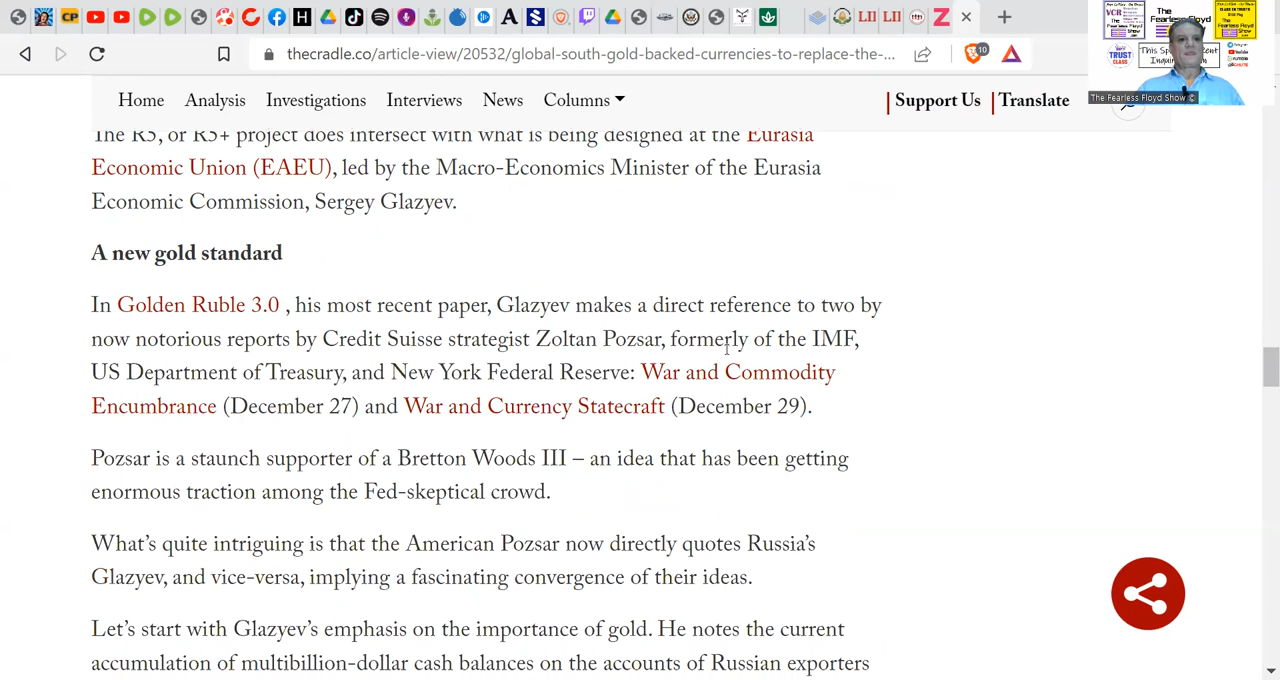 thecradle.co/article-view/20532/global-south-gold-backed-currencies-to-replace-the-...
10
VCR
The
Fearless
Floyd
Show
TRUST
CLASS
The Fearless Floyd Show ©
Home Analysis Investigations Interviews News Columns Support Us Translate
The R5, or R5+ project does intersect with what is being designed at the Eurasia
Economic Union (EAEU), led by the Macro-Economics Minister of the Eurasia
Economic Commission, Sergey Glazyev.
A new gold standard
In Golden Ruble 3.0 , his most recent paper, Glazyev makes a direct reference to two by
now notorious reports by Credit Suisse strategist Zoltan Pozsar, formerly of the IMF,
US Department of Treasury, and New York Federal Reserve: War and Commodity
Encumbrance (December 27) and War and Currency Statecraft (December 29).
Pozsar is a staunch supporter of a Bretton Woods III – an idea that has been getting
enormous traction among the Fed-skeptical crowd.
What's quite intriguing is that the American Pozsar now directly quotes Russia's
Glazyev, and vice-versa, implying a fascinating convergence of their ideas.
Let's start with Glazyev's emphasis on the importance of gold. He notes the current
accumulation of multibillion-dollar cash balances on the accounts of Russian exporters